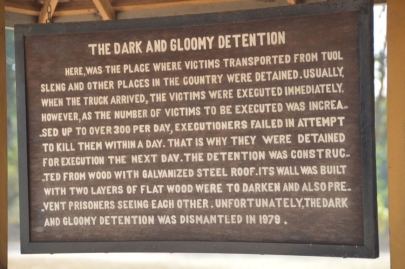 THE DARK AND GLOOMY DETENTION
HERE, WAS THE PLACE WHERE VICTIMS TRANSPORTED FROM TUOL
SLENG AND OTHER PLACES IN THE COUNTRY WERE DETAINED. USUALLY,
WHEN THE TRUCK ARRIVED, THE VICTIMS WERE EXECUTED IMMEDIATELY.
HOWEVER, AS THE NUMBER OF VICTIMS TO BE EXECUTED WAS INCREA-
SED UP TO OVER 300 PER DAY, EXECUTIONERS FAILED IN ATTEMPT
TO KILL THEM WITHIN A DAY. THAT IS WHY THEY WERE DETAINED
FOR EXECUTION THE NEXT DAY. THE DETENTION WAS CONSTRUC-
TED FROM WOOD WITH GALVANIZED STEEL ROOF. ITS WALL WAS BUILT
WITH TWO LAYERS OF FLAT WOOD WERE TO DARKEN AND ALSO PRE-
VENT PRISONERS SEEING EACH OTHER. UNFORTUNATELY, THE DARK
AND GLOOMY DETENTION WAS DISMANTLED IN 1979.